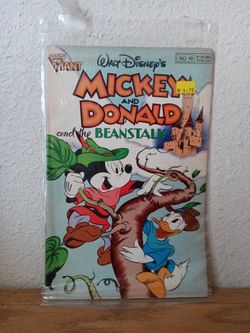 GIANT
WALT DISNEY'S
NO. 16
MICKEY
AND
DONALD
and the BEANSTALK